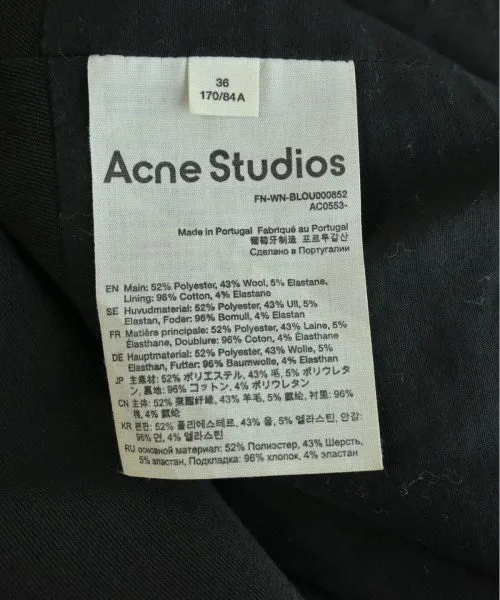 36
170/84A
Acne Studios
FN-WN-BLOU000852
AC0553-
Made in Portugal Fabriqué au Portugal
葡萄牙制造 포르투갈산
Сделано в Португалии
EN Main: 52% Polyester, 43% Wool, 5% Elastane,
Lining: 96% Cotton, 4% Elastane
SE Huvudmaterial: 52% Polyester, 43% Ull, 5%
Elastan, Foder: 96% Bomull, 4% Elastan
FR Matière principale: 52% Polyester, 43% Laine, 5%
Élasthane, Doublure: 96% Coton, 4% Élasthane
DE Hauptmaterial: 52% Polyester, 43% Wolle, 5%
Elasthan, Futter: 96% Baumwolle, 4% Elasthan
JP 主素材: 52% ポリエステル, 43% 毛, 5% ポリウレタ
ン, 裏地: 96% コットン, 4% ポリウレタン
CN 主体: 52% 聚酯纤维, 43% 羊毛, 5% 氨纶, 衬里: 96%
棉, 4% 氨纶
KR 본판: 52% 폴리에스테르, 43% 울, 5% 엘라스틴, 안감:
96% 면, 4% 엘라스틴
RU основной материал: 52% Полиэстер, 43% Шерсть,
5% эластан, Подкладка: 96% хлопок, 4% эластан